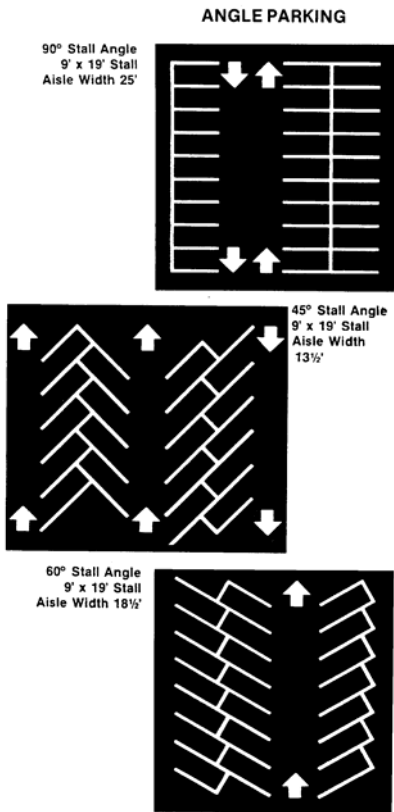 ANGLE PARKING
90° Stall Angle
9' x 19' Stall
Aisle Width 25'
45° Stall Angle
9' x 19' Stall
Aisle Width
13½'
60° Stall Angle
9' x 19' Stall
Aisle Width 18½'